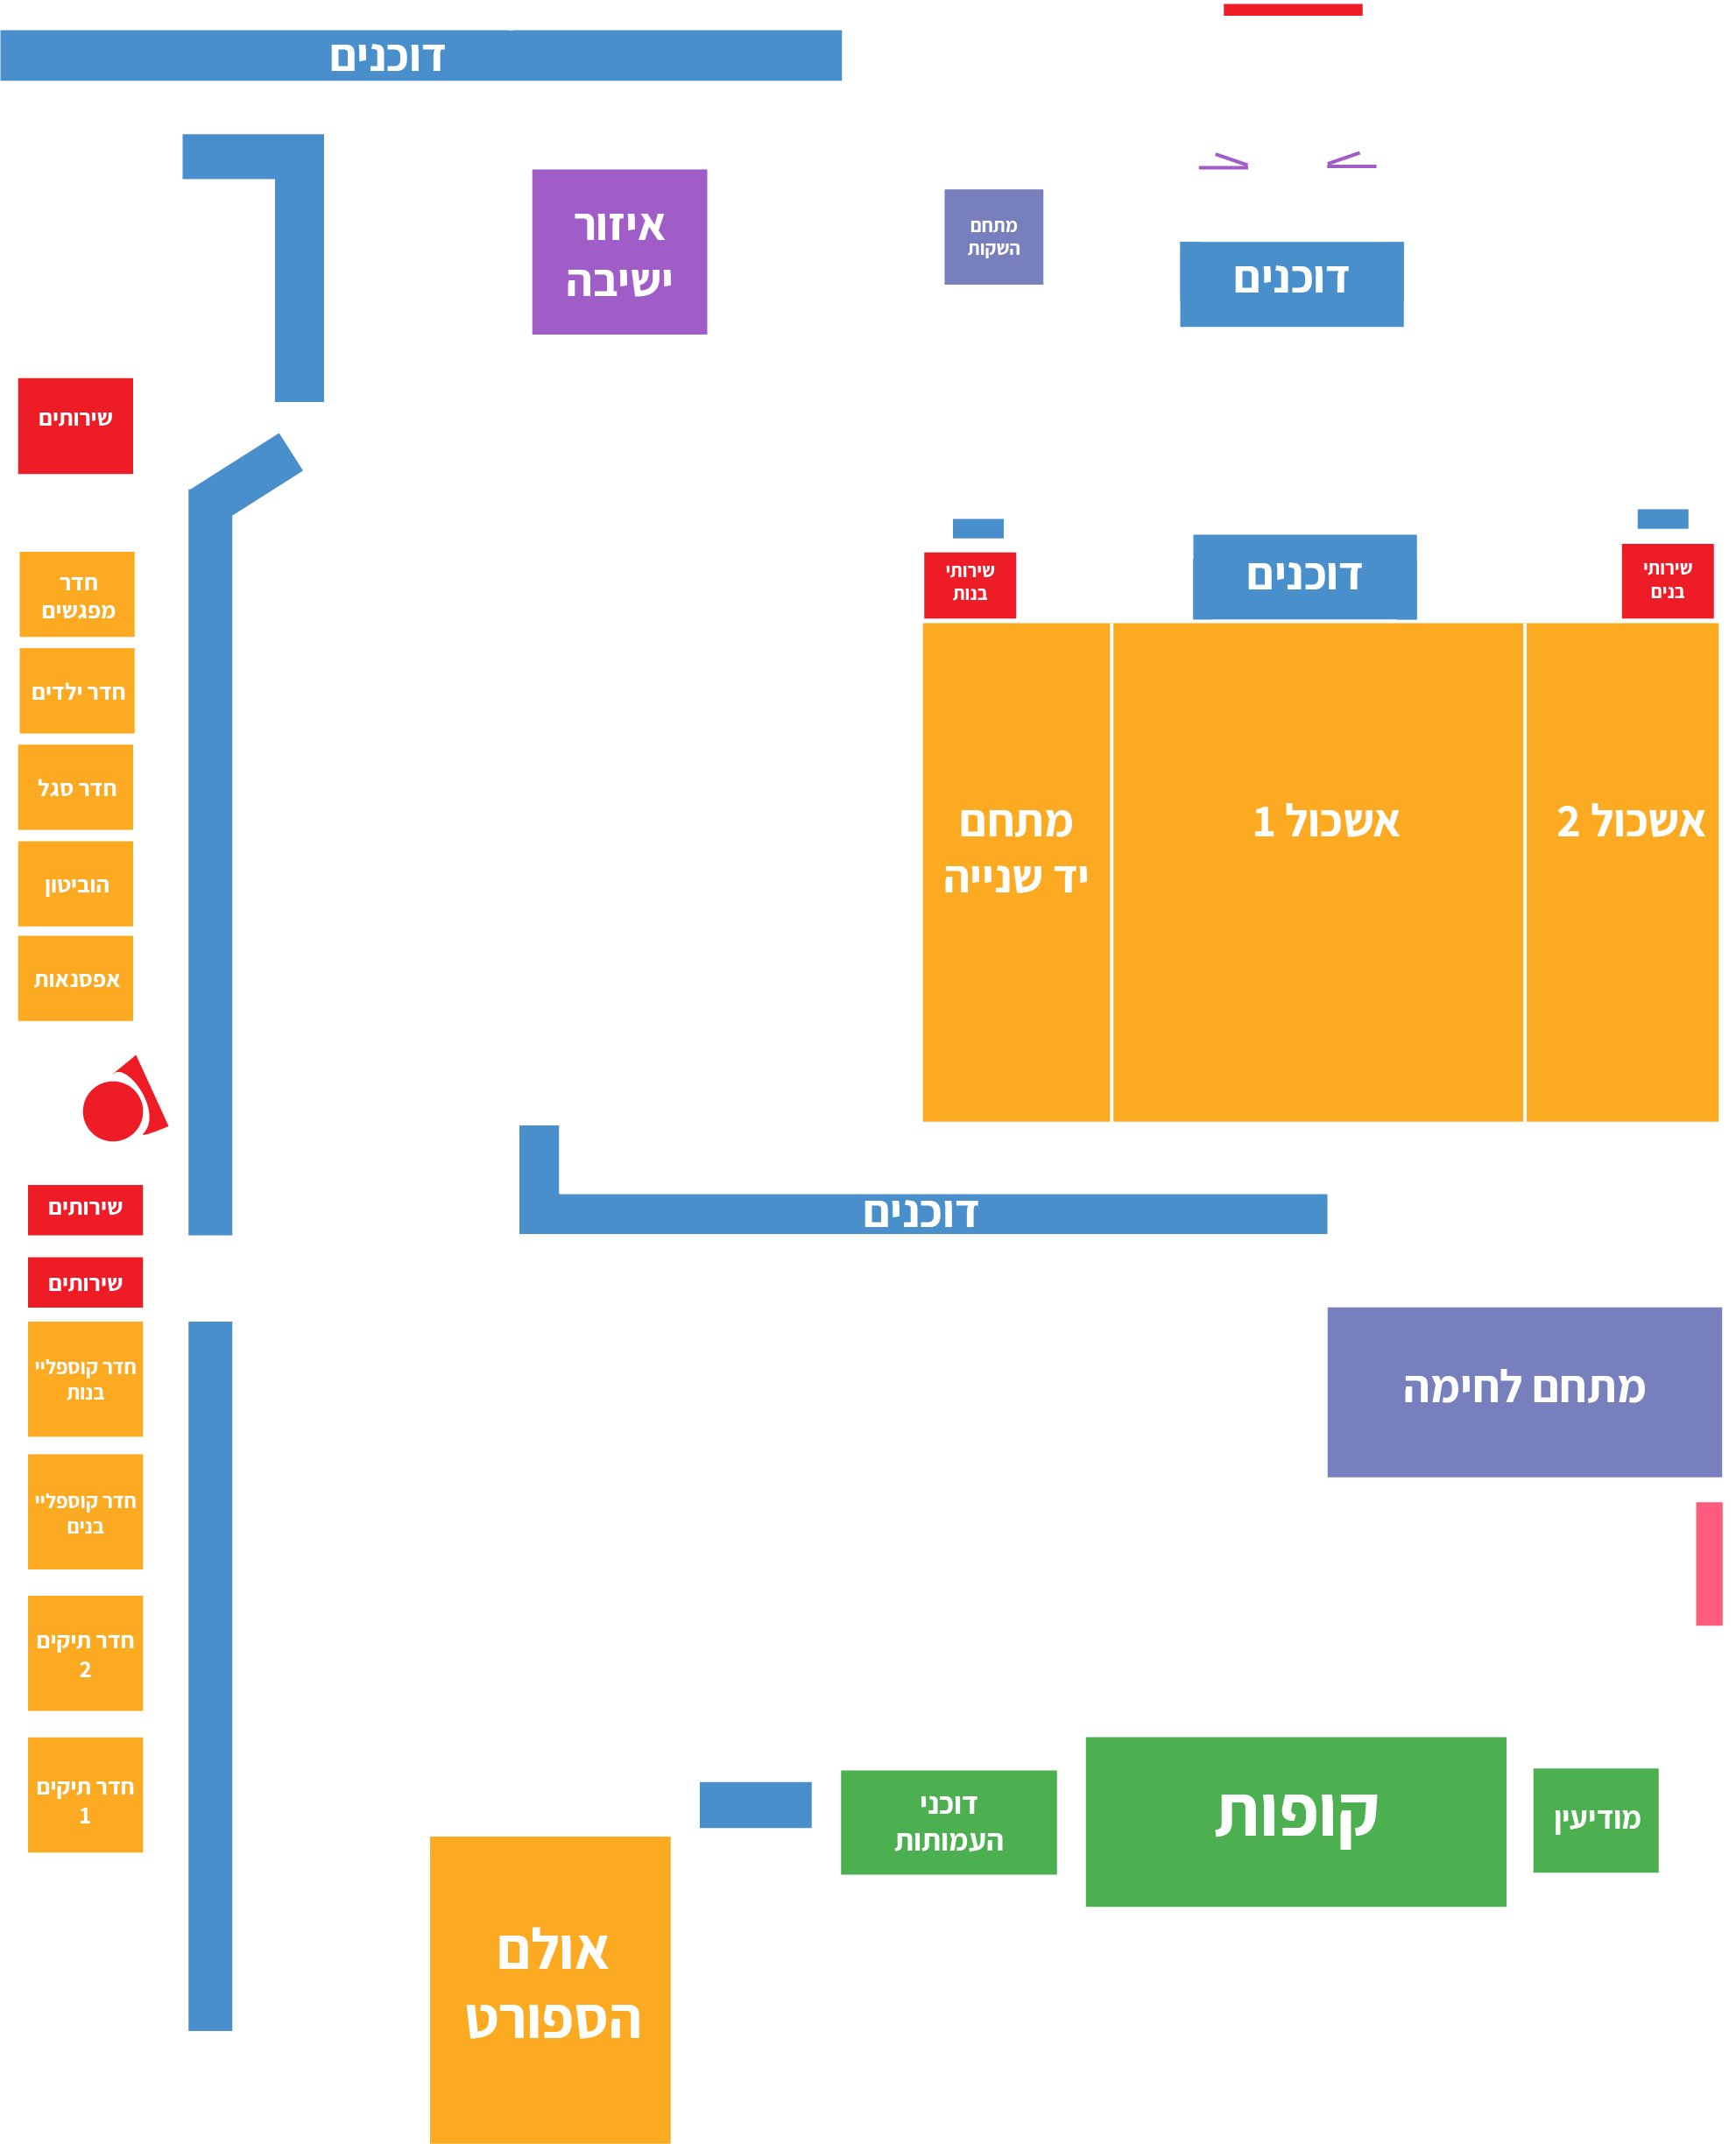 דוכנים
איזור
ישיבה
מתחם
השקות
דוכנים
שירותים
חדר
מפגשים
חדר ילדים
חדר סגל
הוביטון
אפסנאות
שירותי
בנות
דוכנים
שירותי
בנים
מתחם
יד שנייה
אשכול 1
אשכול 2
שירותים
שירותים
דוכנים
חדר קוספליי
בנות
מתחם לחימה
חדר קוספליי
בנים
חדר תיקים
2
חדר תיקים
1
דוכני
העמותות
קופות
מודיעין
אולם
הספורט